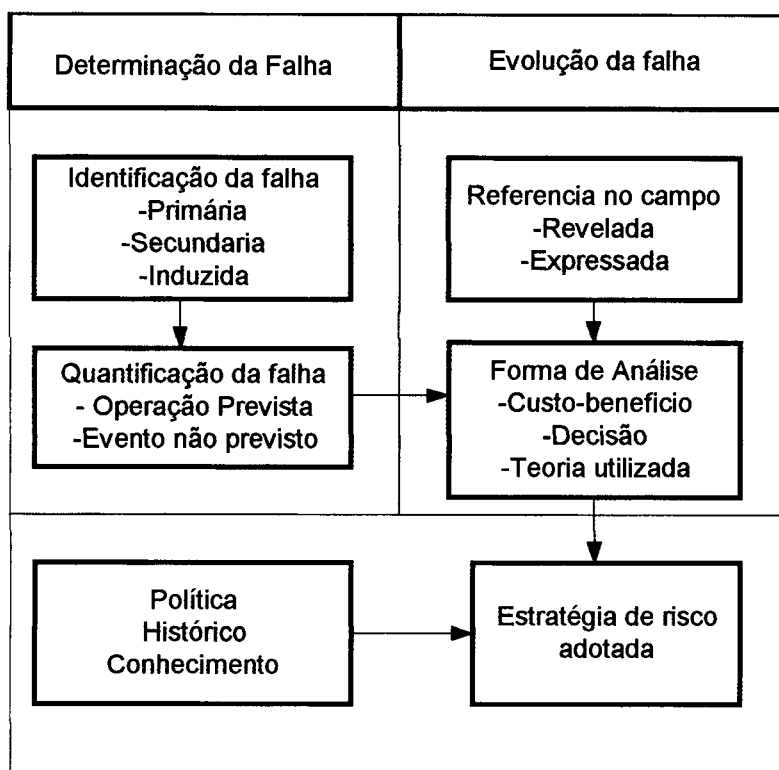 Determinação da Falha
Evolução da falha
Identificação da falha
-Primária
-Secundaria
-Induzida
Referencia no campo
-Revelada
-Expressada
Quantificação da falha
- Operação Prevista
-Evento não previsto
Forma de Análise
-Custo-beneficio
-Decisão
-Teoria utilizada
Política
Histórico
Conhecimento
Estratégia de risco
adotada